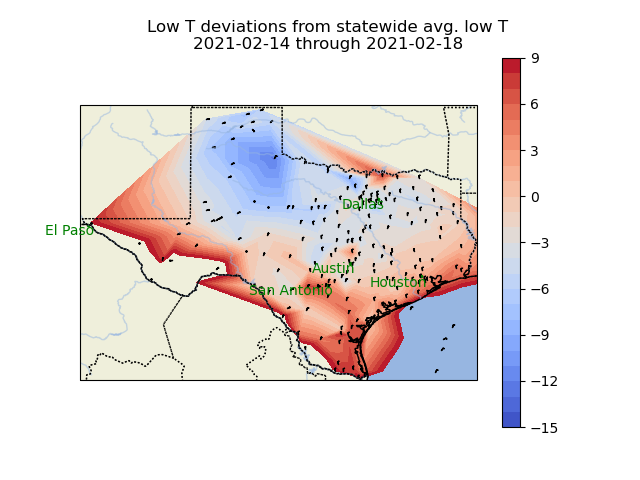 Low T deviations from statewide avg. low T
2021-02-14 through 2021-02-18
9
6
3
0
−3
−6
−9
−12
−15
Dallas
El Paso
Austin
Houston
San Antonio